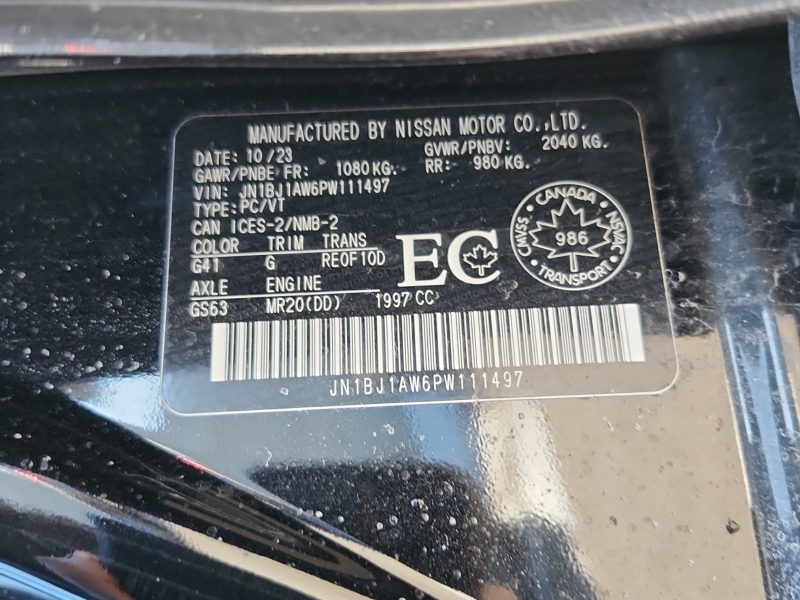 MANUFACTURED BY NISSAN MOTOR CO.,LTD.
DATE: 10/23 GVWR/PNBV: 2040 KG.
GAWR/PNBE FR: 1080KG. RR: 980 KG.
VIN: JN1BJ1AW6PW111497
TYPE: PC/VT
CAN ICES-2/NMB-2
COLOR TRIM TRANS
G41 G RE0F10D
AXLE ENGINE
GS63 MR20(DD) 1997 CC
EC
CANADA
CMVSS 986 NSVAC
TRANSPORT
JN1BJ1AW6PW111497